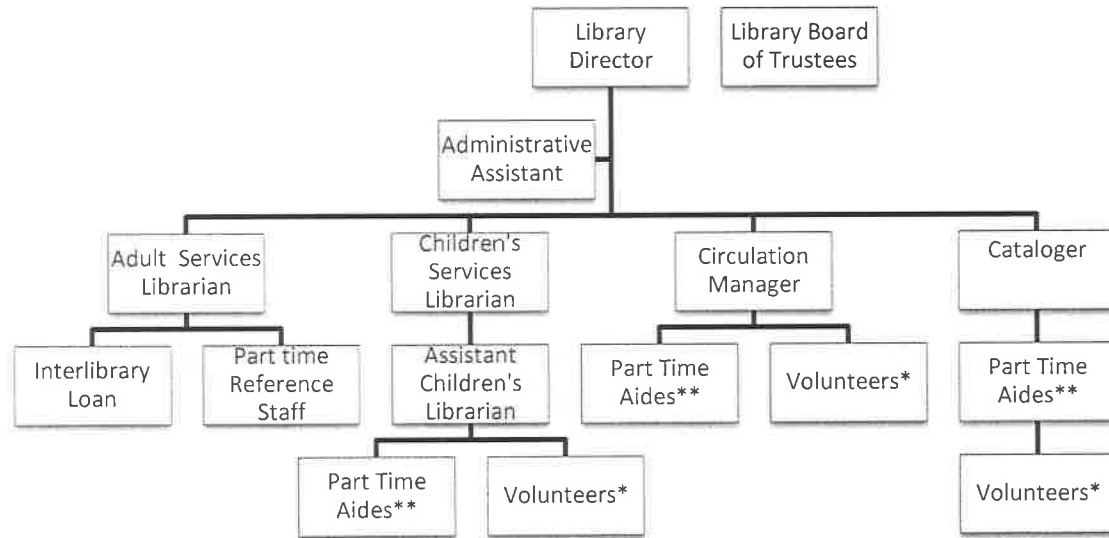 Library
Director
Library Board
of Trustees
Administrative
Assistant
Adult Services
Librarian
Children's
Services
Librarian
Circulation
Manager
Cataloger
Interlibrary
Loan
Part time
Reference
Staff
Assistant
Children's
Librarian
Part Time
Aides**
Volunteers*
Part Time
Aides**
Part Time
Aides**
Volunteers*
Volunteers*